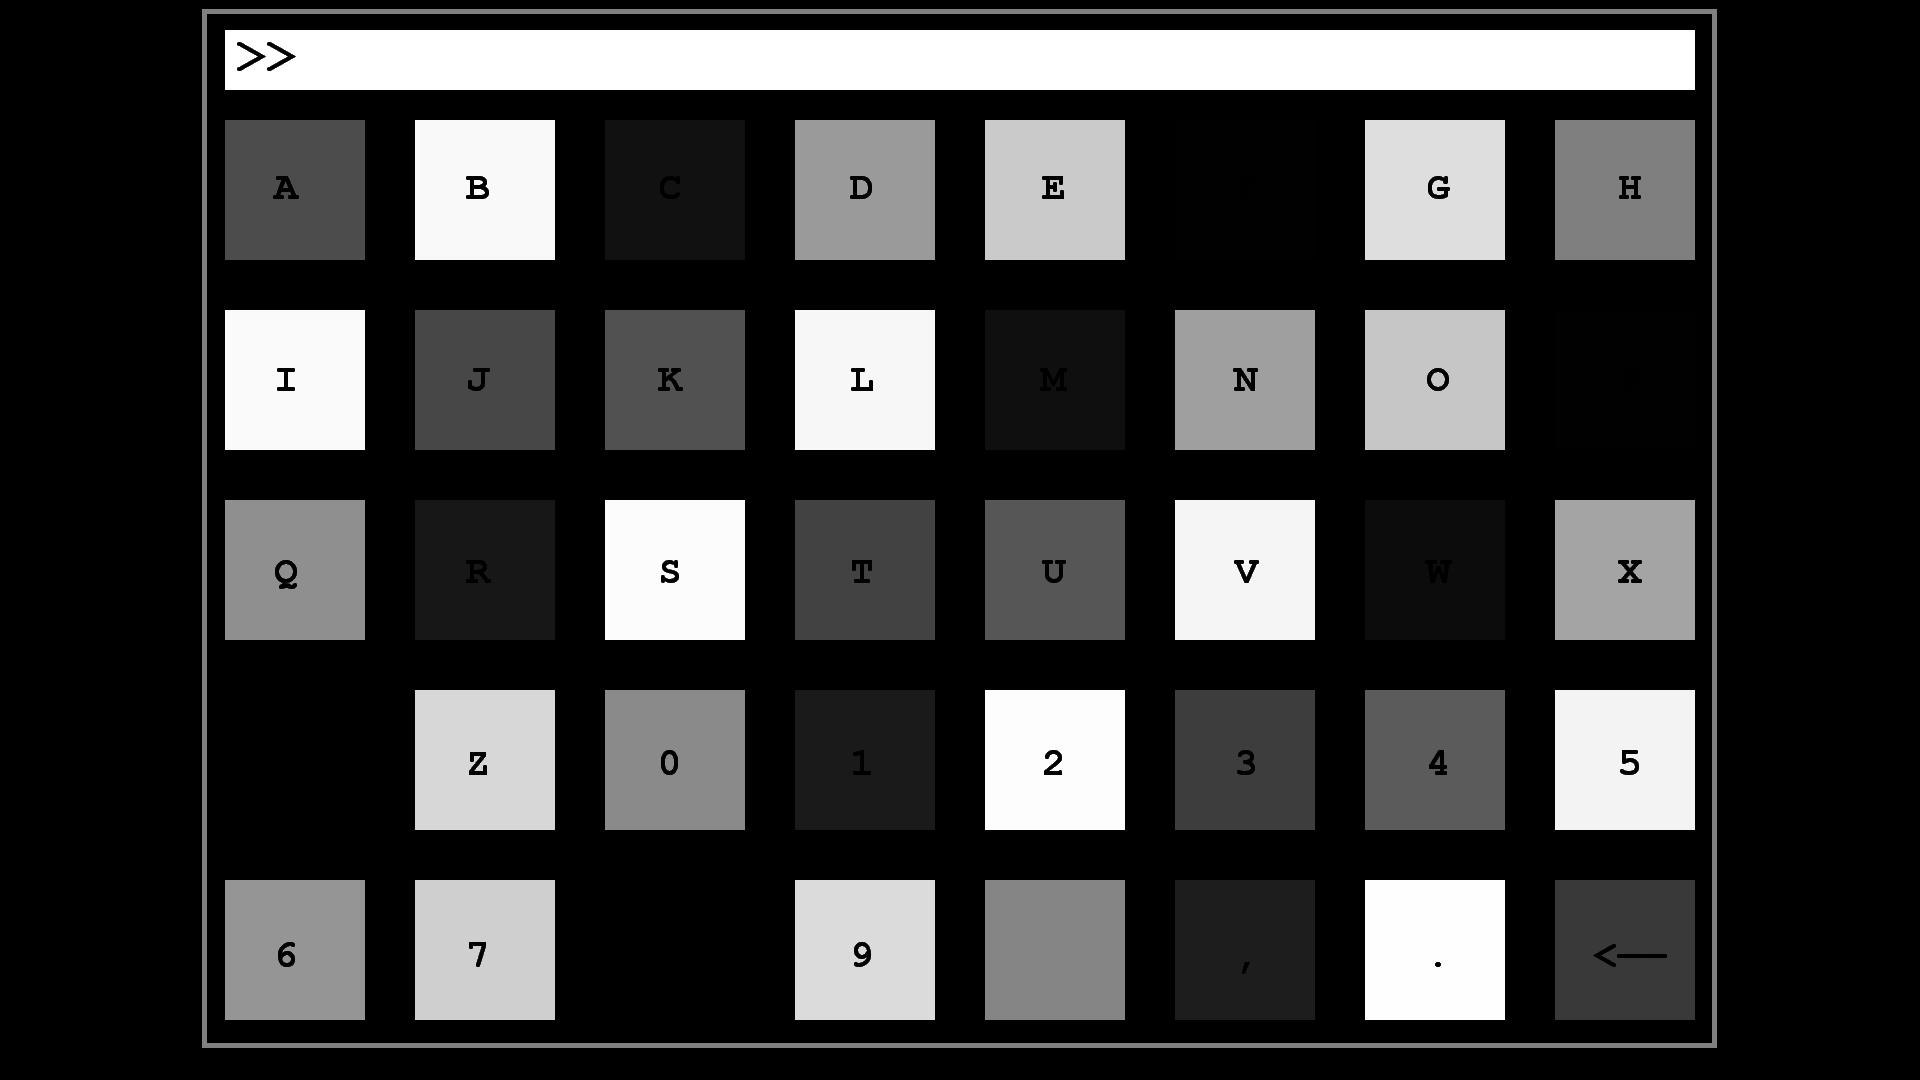 >>
A B C D E G H
I J K L M N O
Q R S T U V W X
Z 0 1 2 3 4 5
6 7 9 , . <—